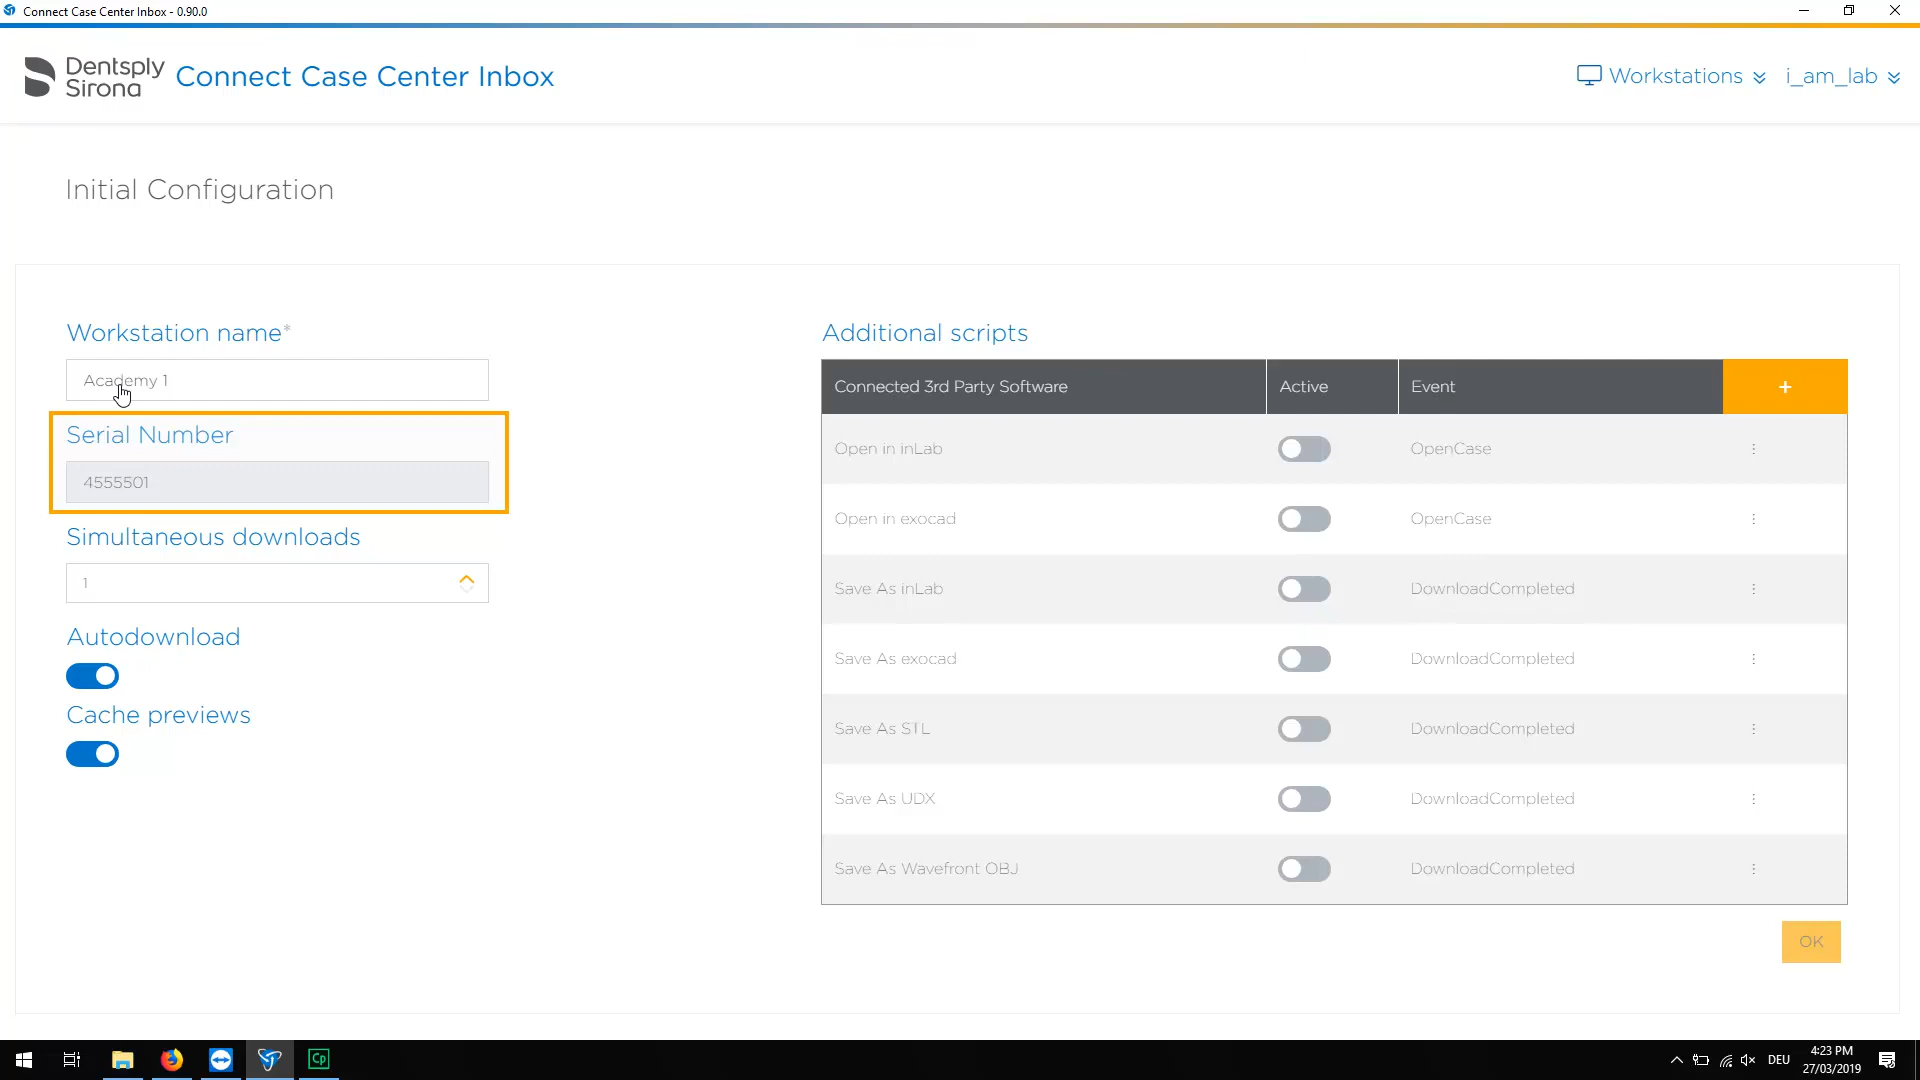 Connect Case Center Inbox - 0.90.0
Dentsply
Sirona
Connect Case Center Inbox
Workstations
i_am_lab
Initial Configuration
Workstation name*
Academy 1
Serial Number
4555501
Simultaneous downloads
1
Autodownload
Cache previews
Additional scripts
Connected 3rd Party Software Active Event +
Open in inLab OpenCase
Open in exocad OpenCase
Save As inLab DownloadCompleted
Save As exocad DownloadCompleted
Save As STL DownloadCompleted
Save As UDX DownloadCompleted
Save As Wavefront OBJ DownloadCompleted
OK
Cp
DEU
4:23 PM
27/03/2019